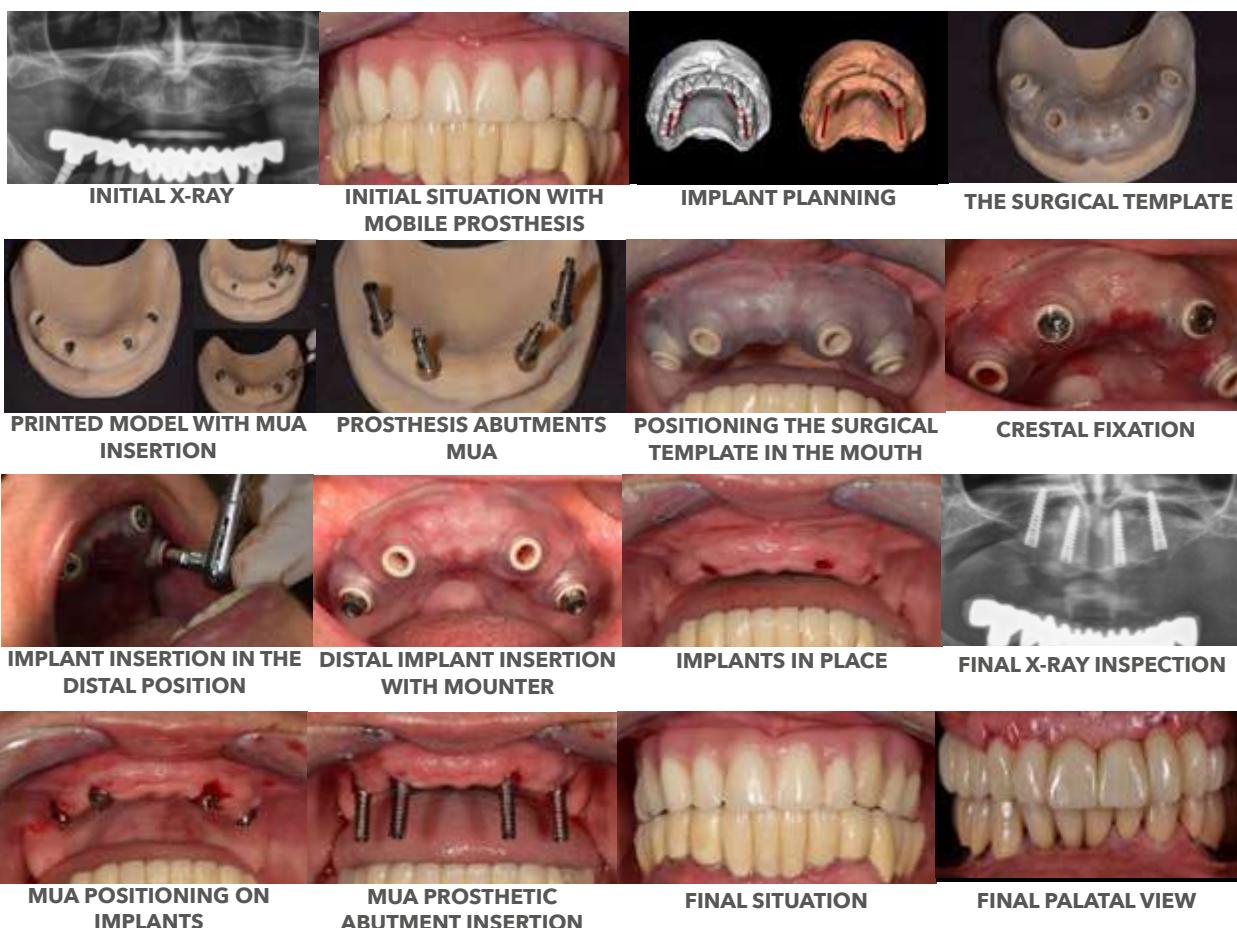 INITIAL X-RAY
INITIAL SITUATION WITH
MOBILE PROSTHESIS
IMPLANT PLANNING
THE SURGICAL TEMPLATE
PRINTED MODEL WITH MUA
INSERTION
PROSTHESIS ABUTMENTS
MUA
POSITIONING THE SURGICAL
TEMPLATE IN THE MOUTH
CRESTAL FIXATION
IMPLANT INSERTION IN THE
DISTAL POSITION
DISTAL IMPLANT INSERTION
WITH MOUNTER
IMPLANTS IN PLACE
FINAL X-RAY INSPECTION
MUA POSITIONING ON
IMPLANTS
MUA PROSTHETIC
ABUTMENT INSERTION
FINAL SITUATION
FINAL PALATAL VIEW